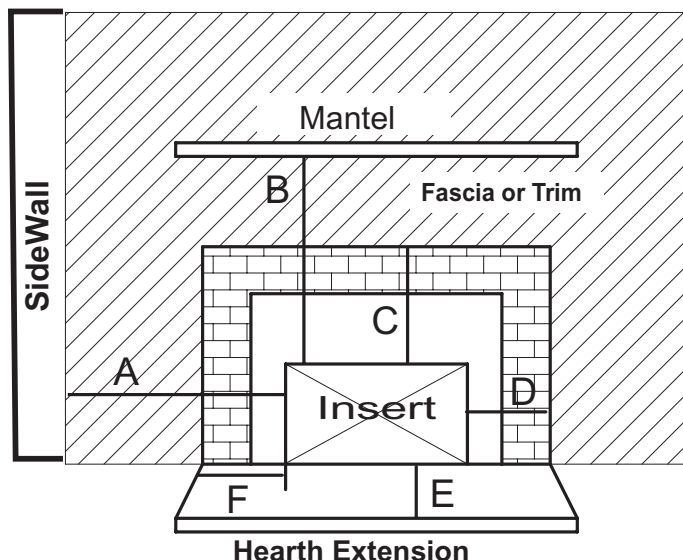 Mantel
B
Fascia or Trim
SideWall
C
A
Insert
D
F
E
Hearth Extension